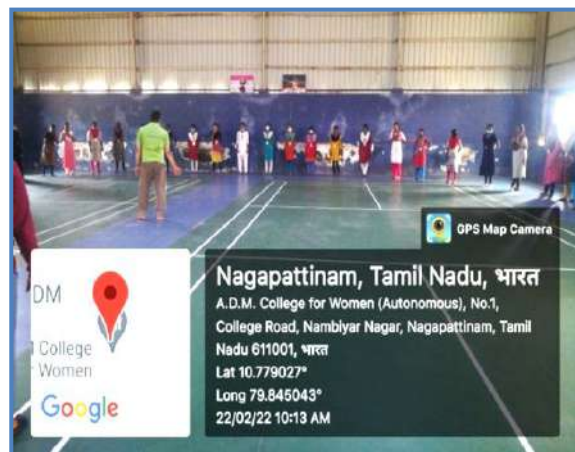 GPS Map Camera
Nagapattinam, Tamil Nadu, भारत
A.D.M. College for Women (Autonomous), No.1,
College Road, Nambiyar Nagar, Nagapattinam, Tamil
Nadu 611001, भारत
Lat 10.779027°
Long 79.845043°
22/02/22 10:13 AM
DM
College
Women
Google